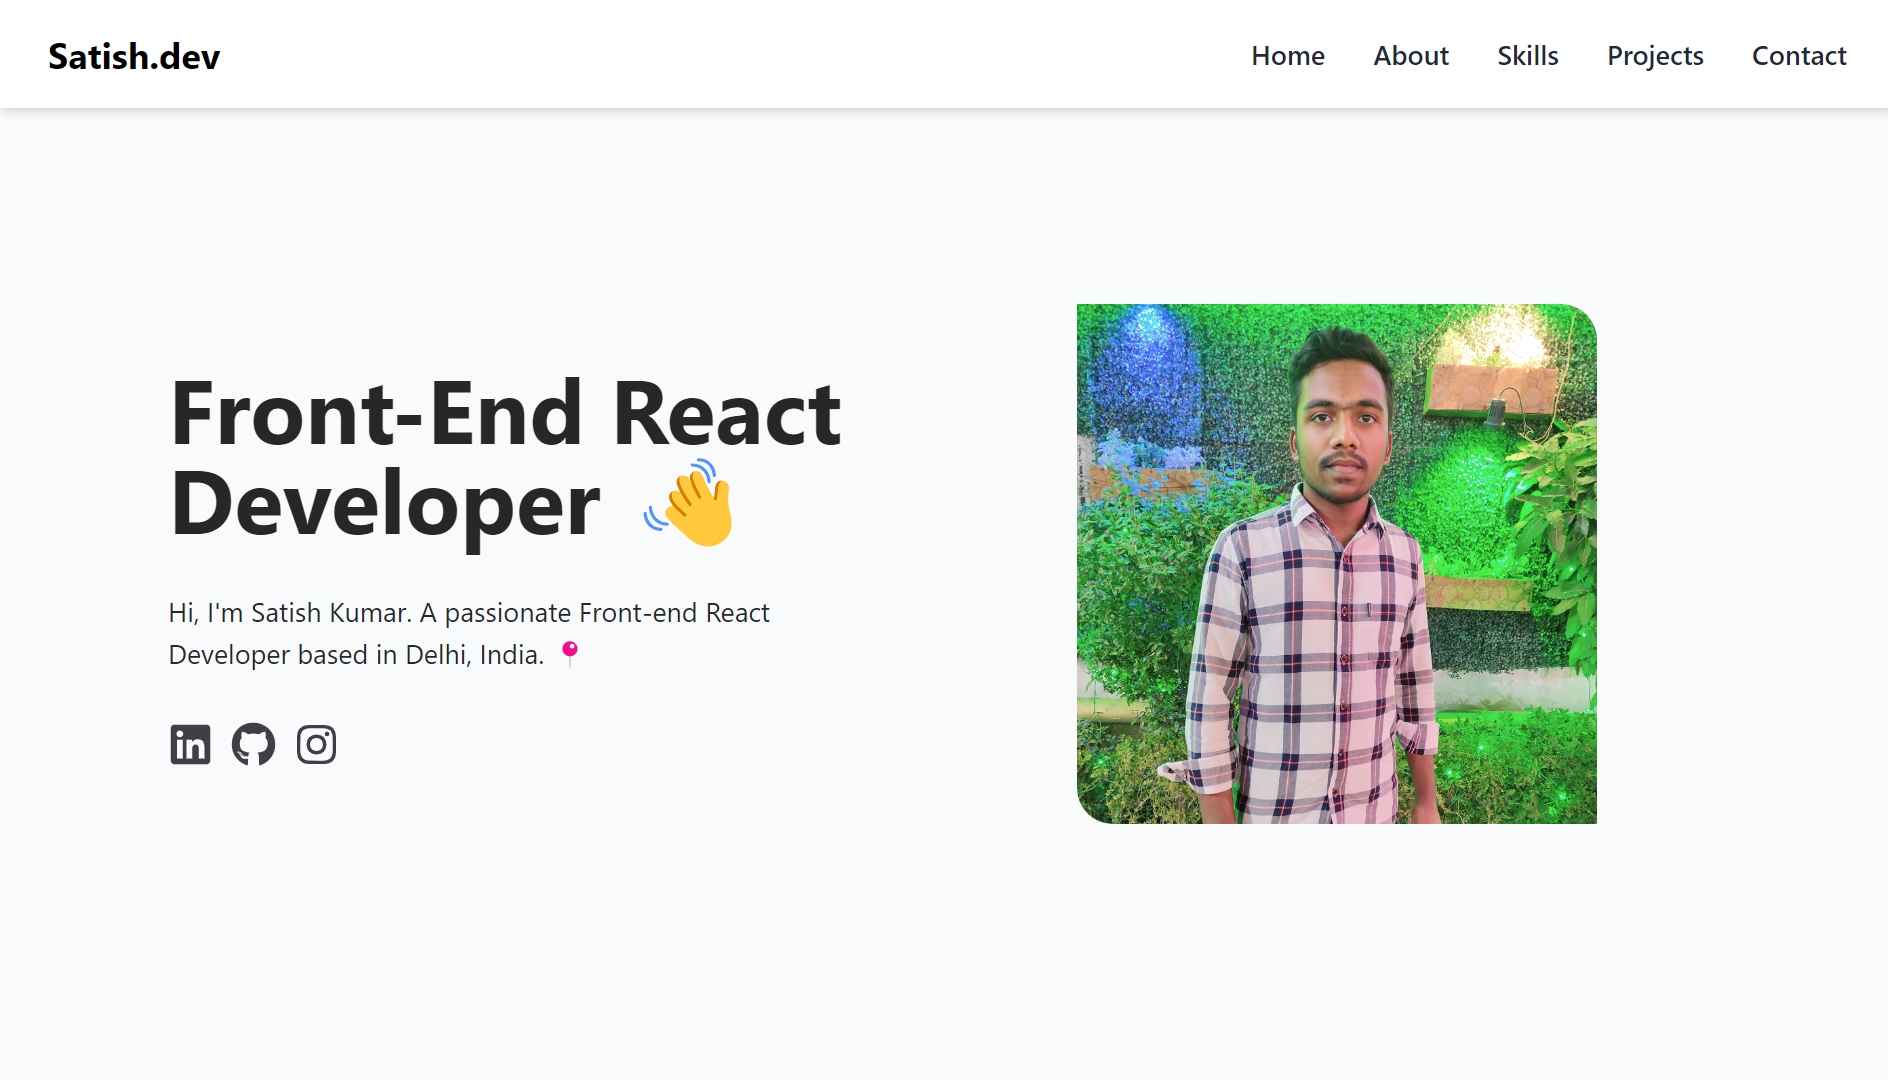 Satish.dev
Home About Skills Projects Contact
Front-End React
Developer 👋
Hi, I'm Satish Kumar. A passionate Front-end React
Developer based in Delhi, India. 📍
in